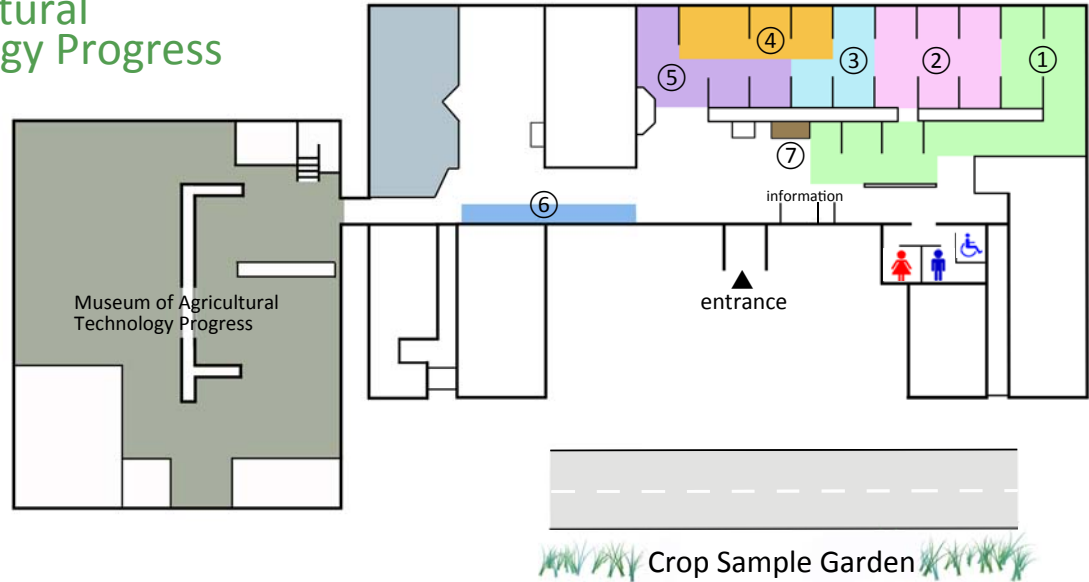 gy Progress
④
③
②
①
⑤
⑦
information
⑥
entrance
Museum of Agricultural
Technology Progress
Crop Sample Garden